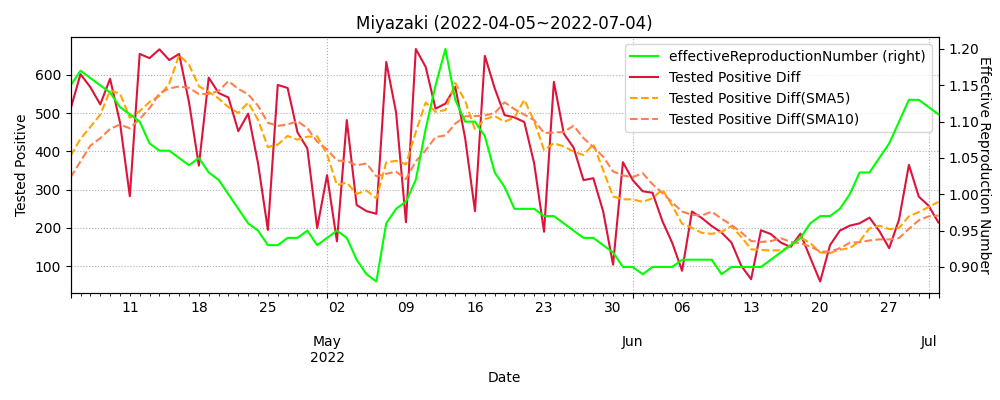 Miyazaki (2022-04-05~2022-07-04)
effectiveReproductionNumber (right)
Tested Positive Diff
Tested Positive Diff(SMA5)
Tested Positive Diff(SMA10)
Tested Positive
600
500
400
300
200
100
1.20
1.15
1.10
1.05
1.00
0.95
0.90
Effective Reproduction Number
11 18 25 02 09 16 23 30 06 13 20 27
May Jun Jul
2022
Date